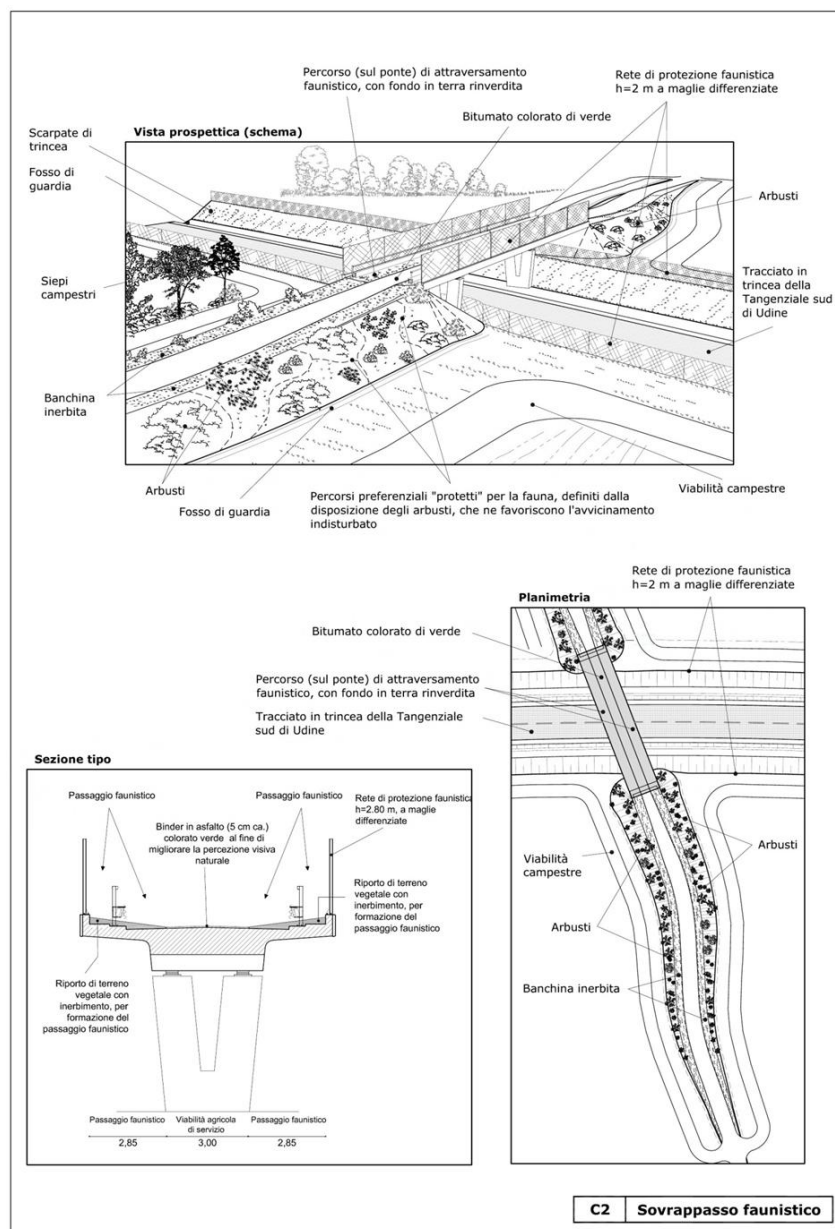 Percorso (sul ponte) di attraversamento
faunistico, con fondo in terra rinverdita
Rete di protezione faunistica
h=2 m a maglie differenziate
Bitumato colorato di verde
Scarpate di
trincea
Vista prospettica (schema)
Fosso di
guardia
Arbusti
Siepi
campestri
Tracciato in
trincea della
Tangenziale sud
di Udine
Banchina
inerbita
Arbusti
Fosso di guardia
Percorsi preferenziali "protetti" per la fauna, definiti dalla
disposizione degli arbusti, che ne favoriscono l'avvicinamento
indisturbato
Viabilità campestre
Rete di protezione faunistica
h=2 m a maglie differenziate
Planimetria
Bitumato colorato di verde
Percorso (sul ponte) di attraversamento
faunistico, con fondo in terra rinverdita
Tracciato in trincea della Tangenziale
sud di Udine
Viabilità
campestre
Arbusti
Arbusti
Banchina inerbita
Sezione tipo
Passaggio faunistico
Passaggio faunistico
Rete di protezione faunistica
h=2.80 m, a maglie
differenziate
Binder in asfalto (5 cm ca.)
colorato verde al fine di
migliorare la percezione visiva
naturale
Riporto di terreno
vegetale con
inerbimento, per
formazione del
passaggio faunistico
Riporto di terreno
vegetale con
inerbimento, per
formazione del
passaggio faunistico
Passaggio faunistico
Viabilità agricola
di servizio
Passaggio faunistico
2,85
3,00
2,85
C2
Sovrappasso faunistico